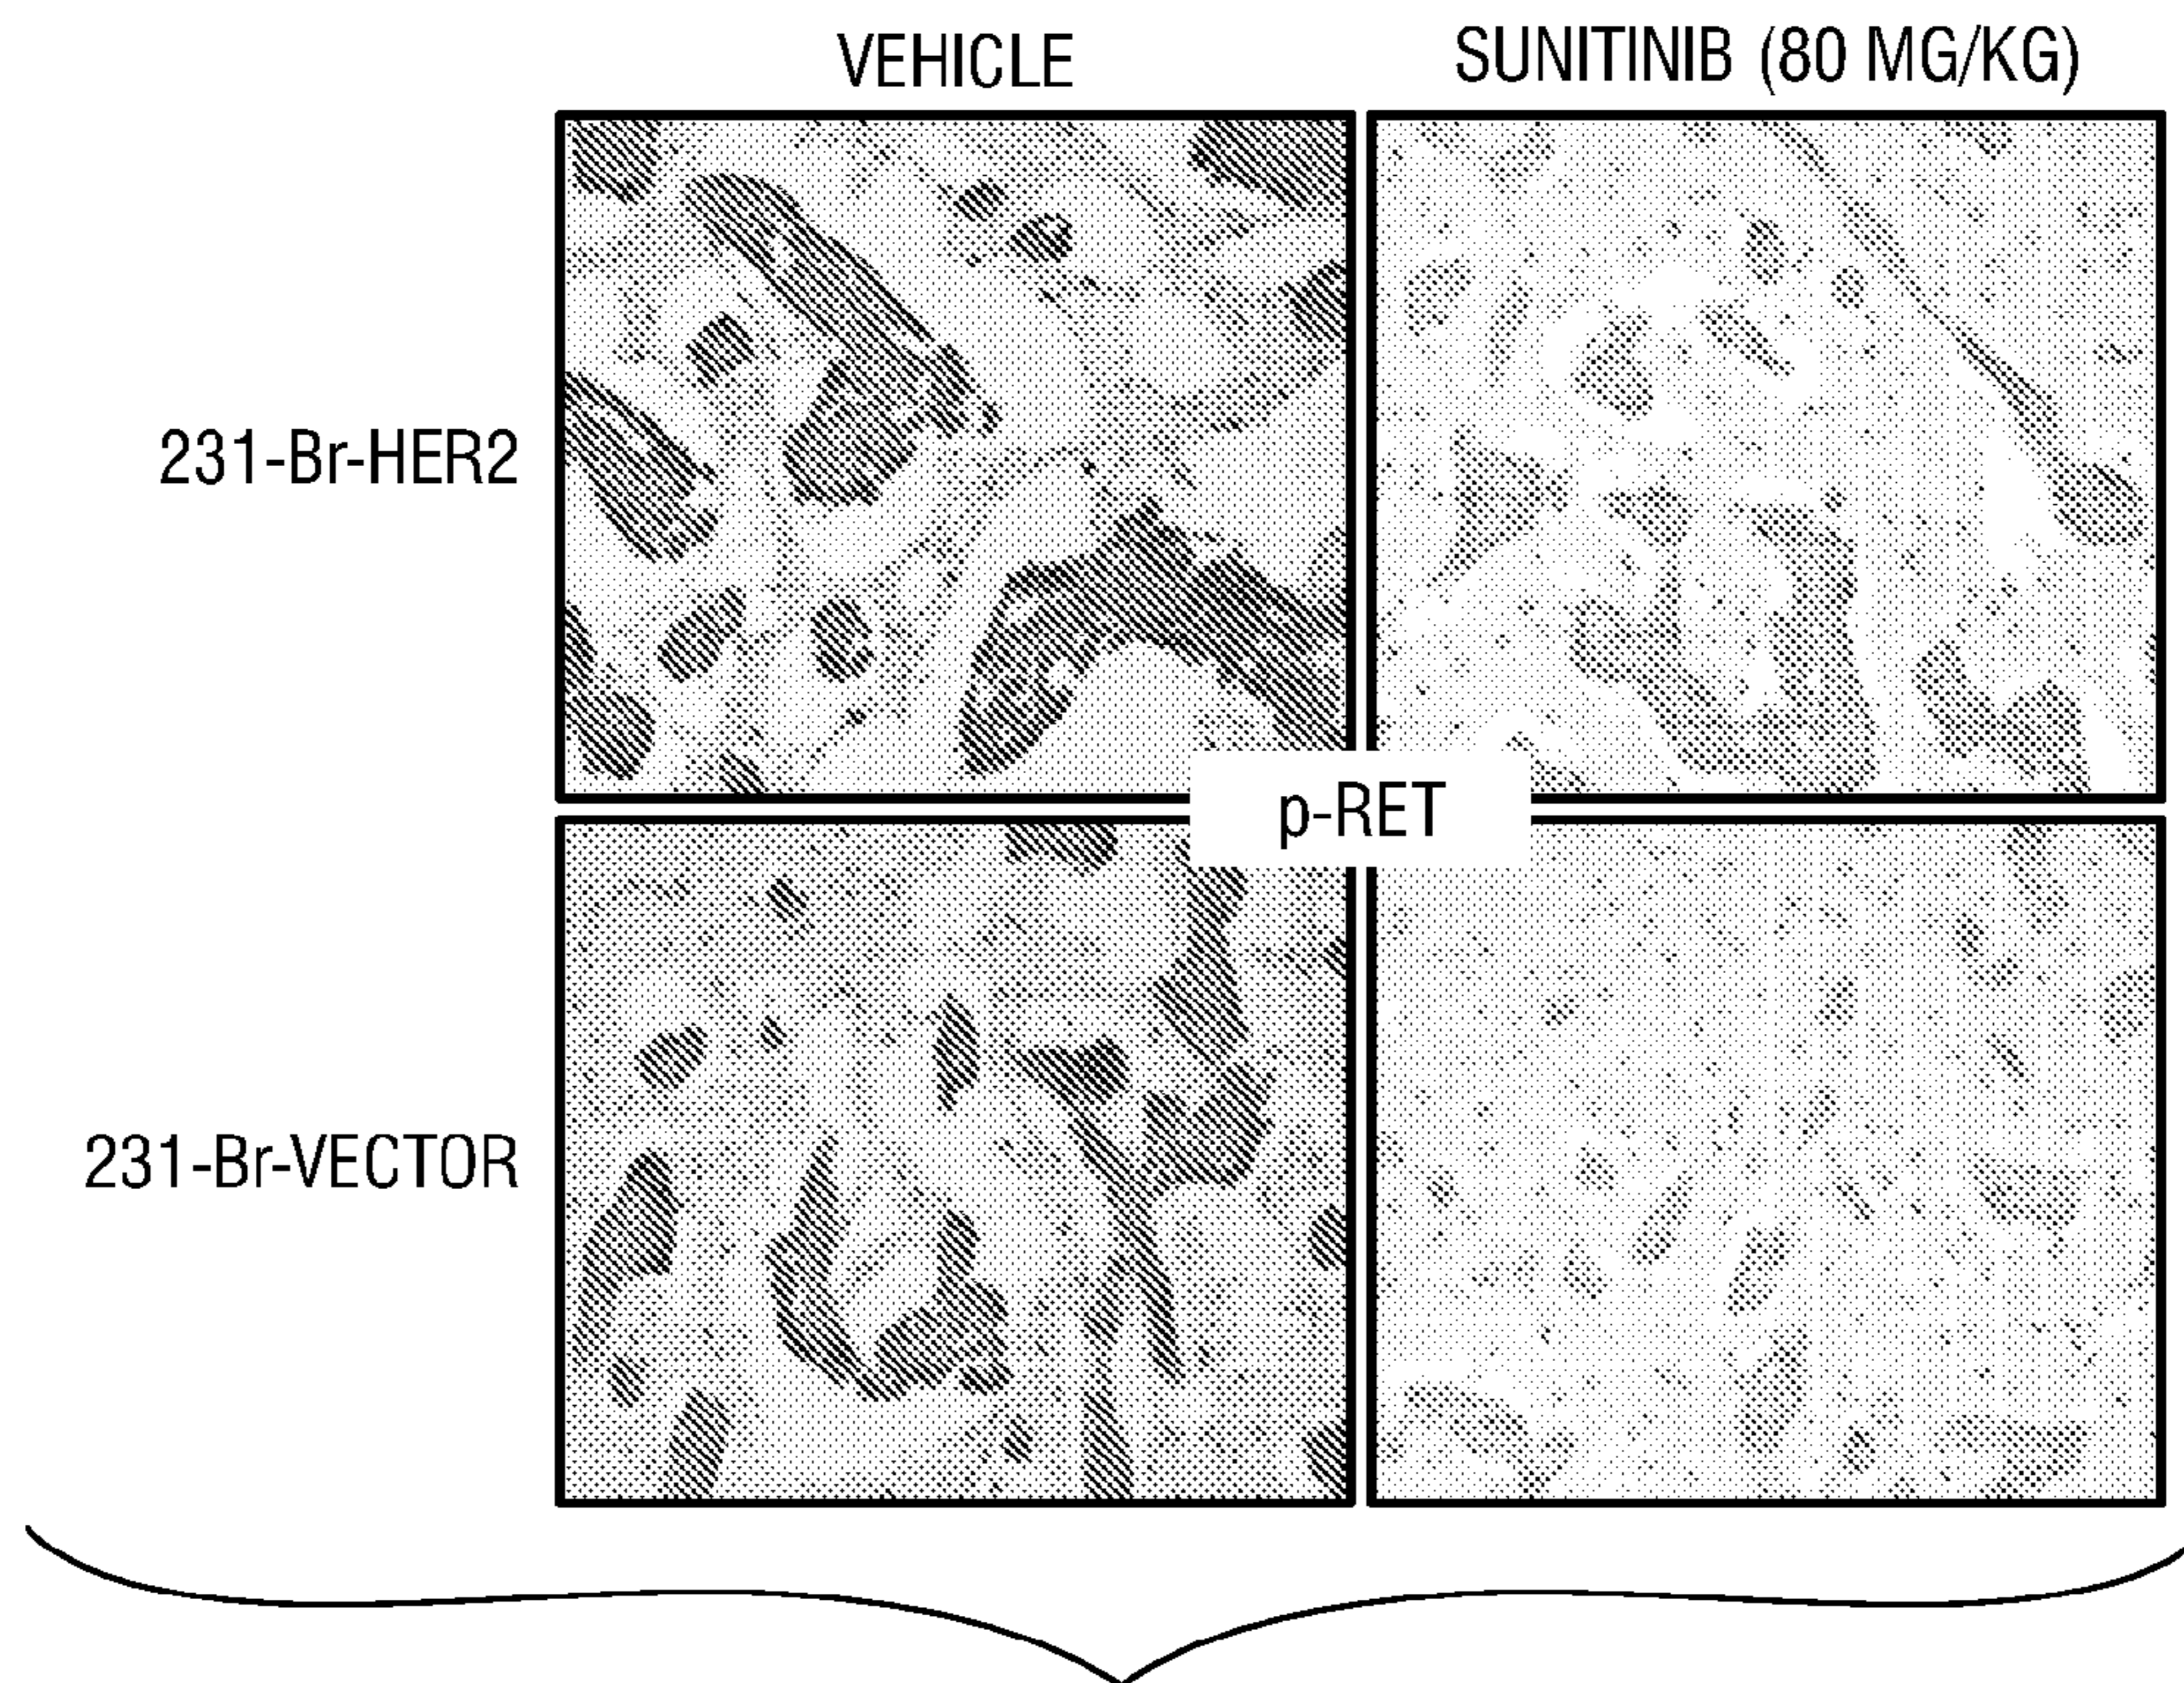 VEHICLE
SUNITINIB (80 MG/KG)
231-Br-HER2
p-RET
231-Br-VECTOR